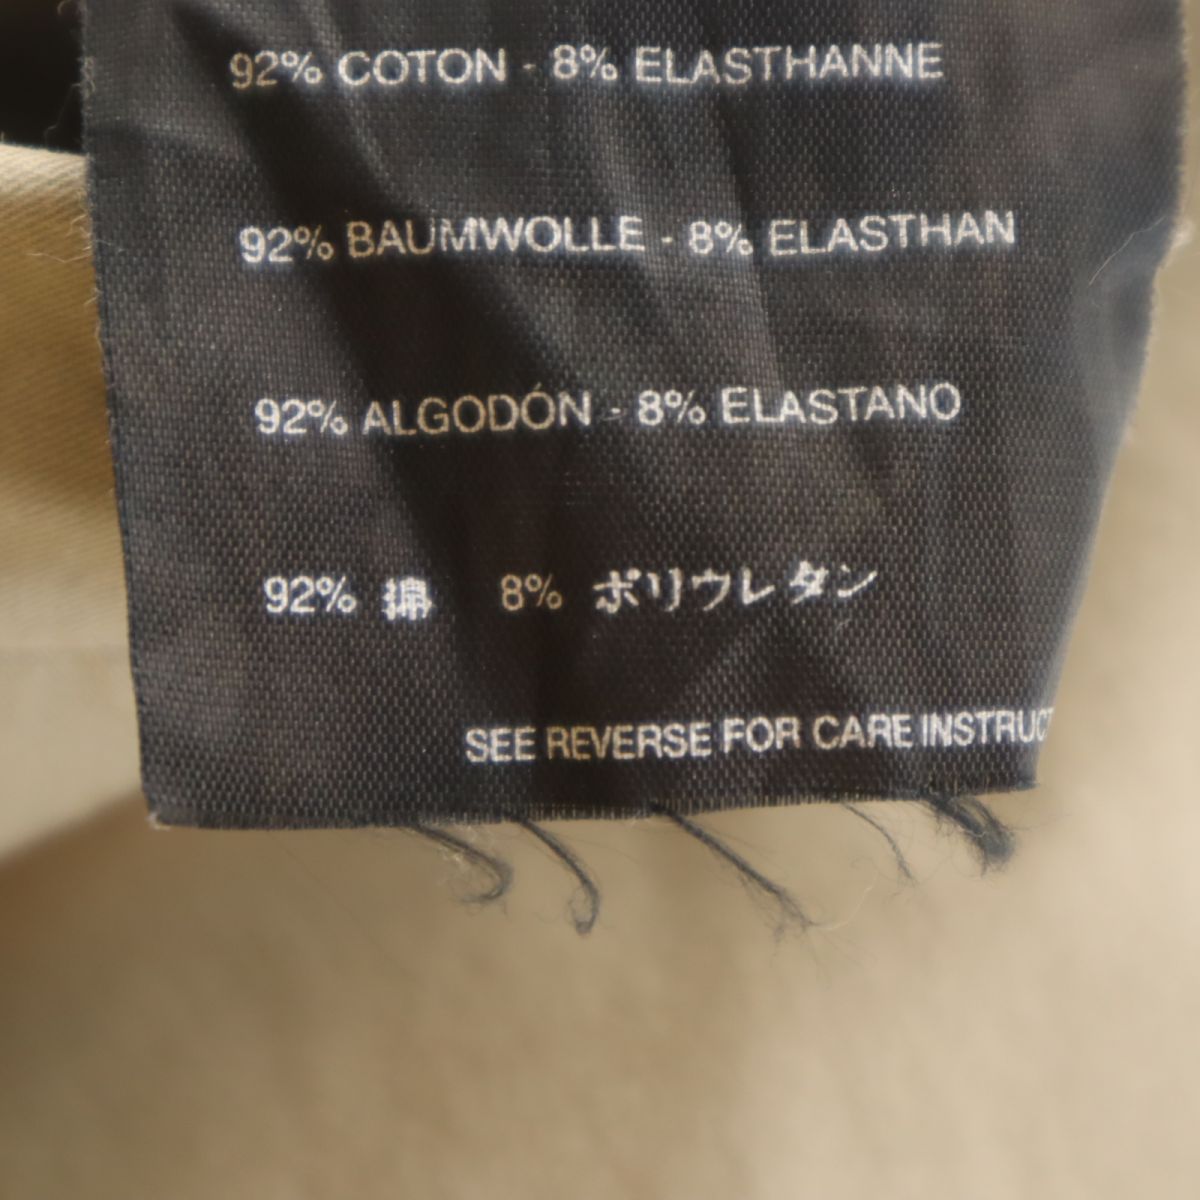 92% COTON - 8% ELASTHANNE
92% BAUMWOLLE - 8% ELASTHAN
92% ALGODÓN - 8% ELASTANO
92% 綿 8% ポリウレタン
SEE REVERSE FOR CARE INSTRUCT